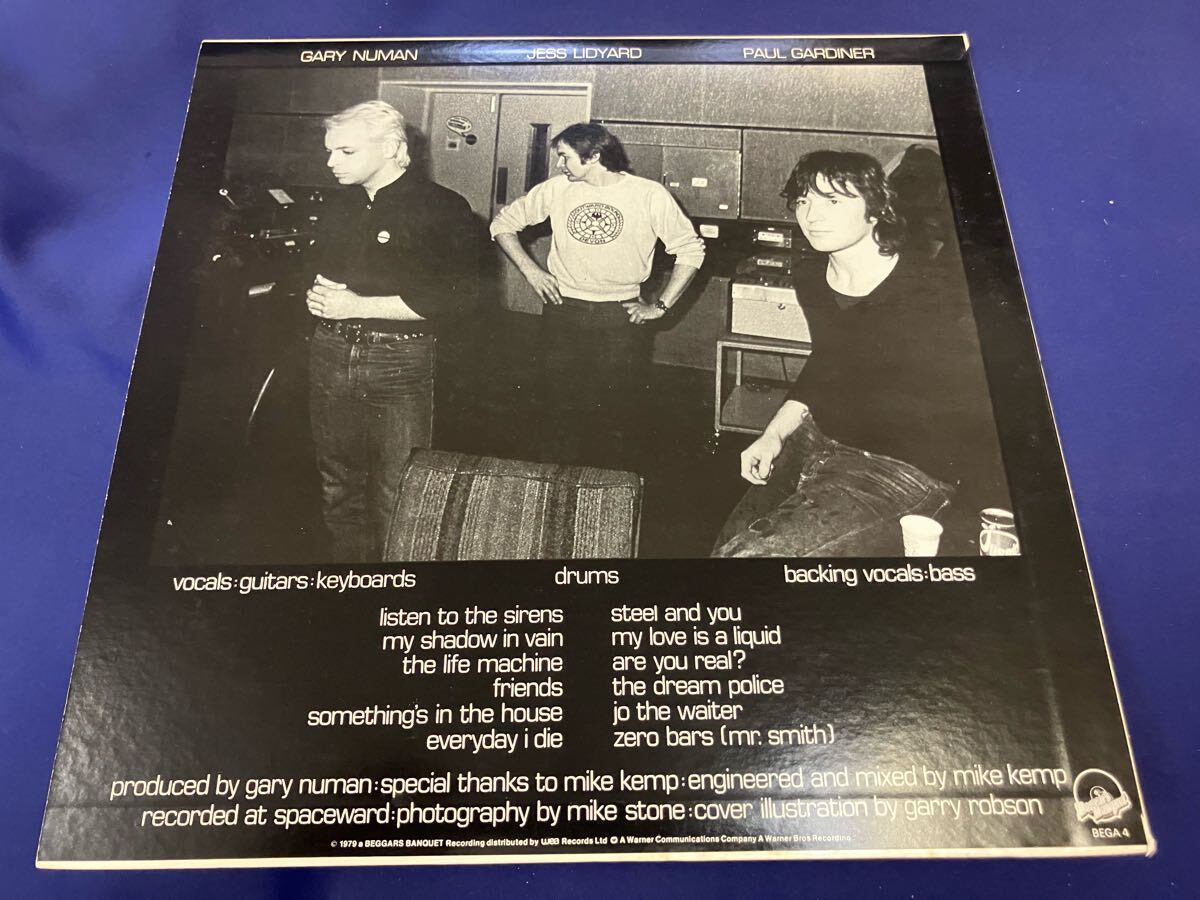 GARY NUMAN JESS LIDYARD PAUL GARDINER
DEVON
vocals:guitars:keyboards drums backing vocals:bass
listen to the sirens
my shadow in vain
the life machine
friends
something's in the house
everyday i die
steel and you
my love is a liquid
are you real?
the dream police
jo the waiter
zero bars (mr. smith)
produced by gary numan:special thanks to mike kemp:engineered and mixed by mike kemp
recorded at spaceward:photography by mike stone:cover illustration by garry robson
BEGA 4
© 1979 a BEGGARS BANQUET Recording distributed by wea Records Ltd A Warner Communications Company A Warner Bros Recording